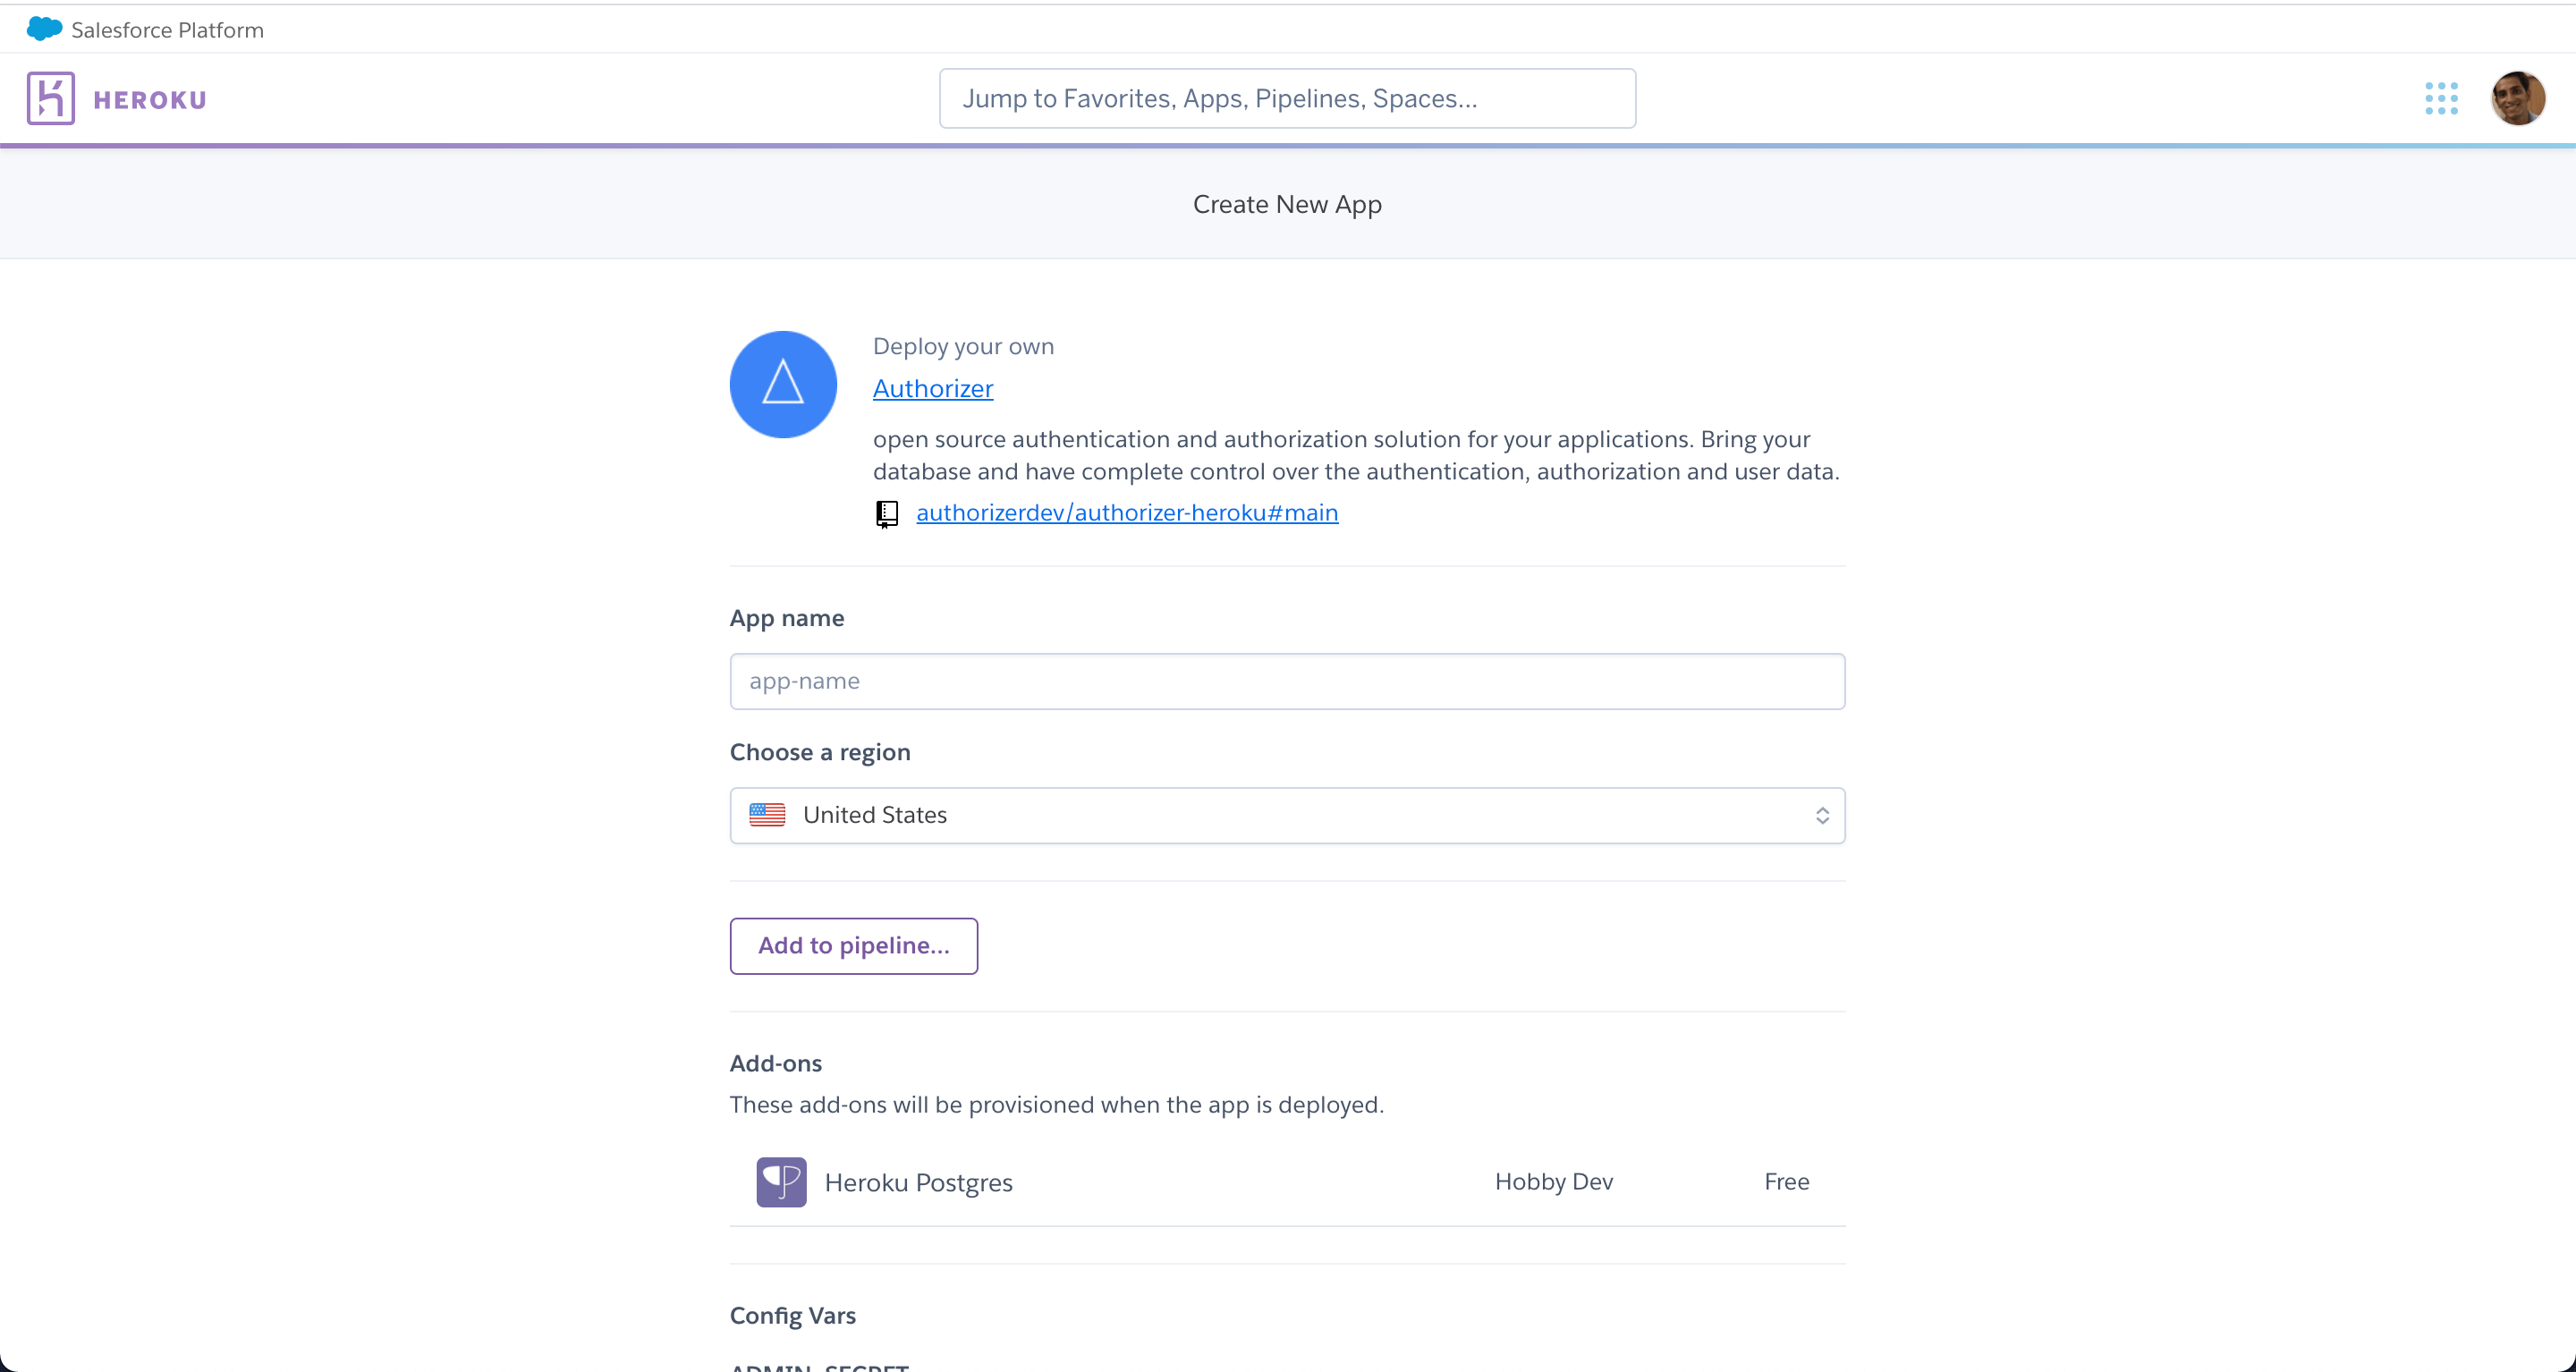 Salesforce Platform
HEROKU
Jump to Favorites, Apps, Pipelines, Spaces...
Create New App
Deploy your own
Authorizer
open source authentication and authorization solution for your applications. Bring your
database and have complete control over the authentication, authorization and user data.
authorizerdev/authorizer-heroku#main
App name
app-name
Choose a region
United States
Add to pipeline...
Add-ons
These add-ons will be provisioned when the app is deployed.
Heroku Postgres Hobby Dev Free
Config Vars
ADMIN_SECRET